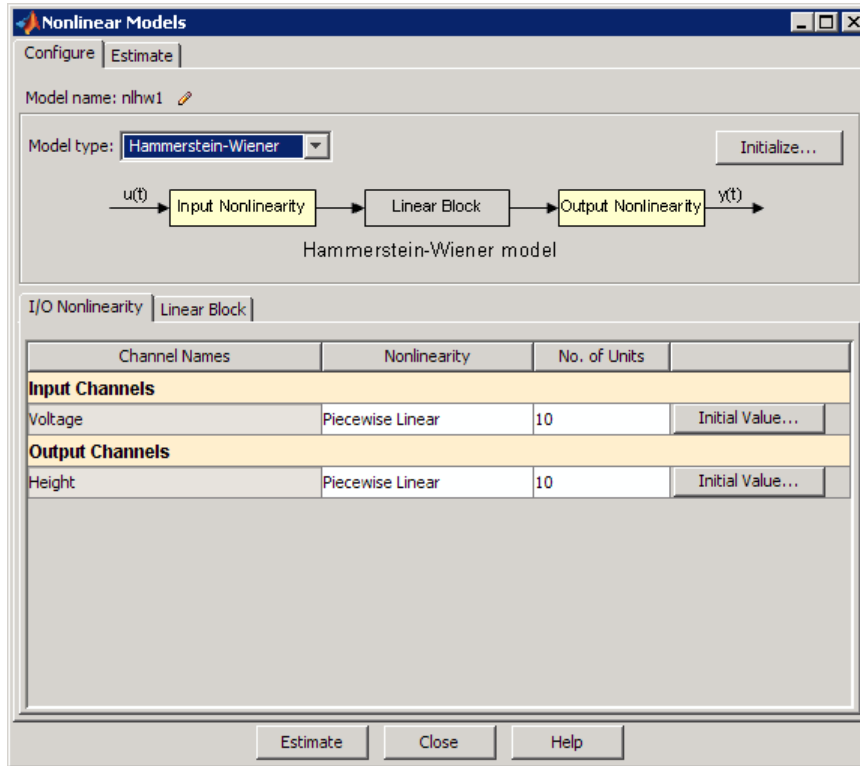 Nonlinear Models
Configure Estimate
Model name: nlhw1
Model type: Hammerstein-Wiener Initialize...
u(t) Input Nonlinearity Linear Block Output Nonlinearity y(t)
Hammerstein-Wiener model
I/O Nonlinearity Linear Block
Channel Names Nonlinearity No. of Units
Input Channels
Voltage Piecewise Linear 10 Initial Value...
Output Channels
Height Piecewise Linear 10 Initial Value...
Estimate Close Help